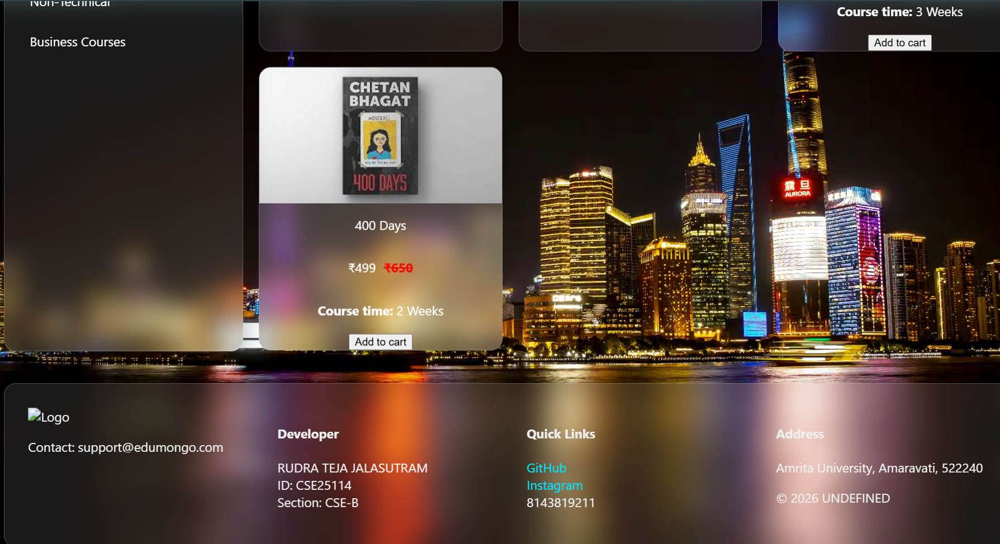 Non-Technical
Business Courses
Course time: 3 Weeks
Add to cart
CHETAN
BHAGAT
MISSING
400 DAYS
400 Days
₹499 ₹650
Course time: 2 Weeks
Add to cart
震旦
AURORA
Logo
Contact: support@edumongo.com
Developer
RUDRA TEJA JALASUTRAM
ID: CSE25114
Section: CSE-B
Quick Links
GitHub
Instagram
8143819211
Address
Amrita University, Amaravati, 522240
© 2026 UNDEFINED